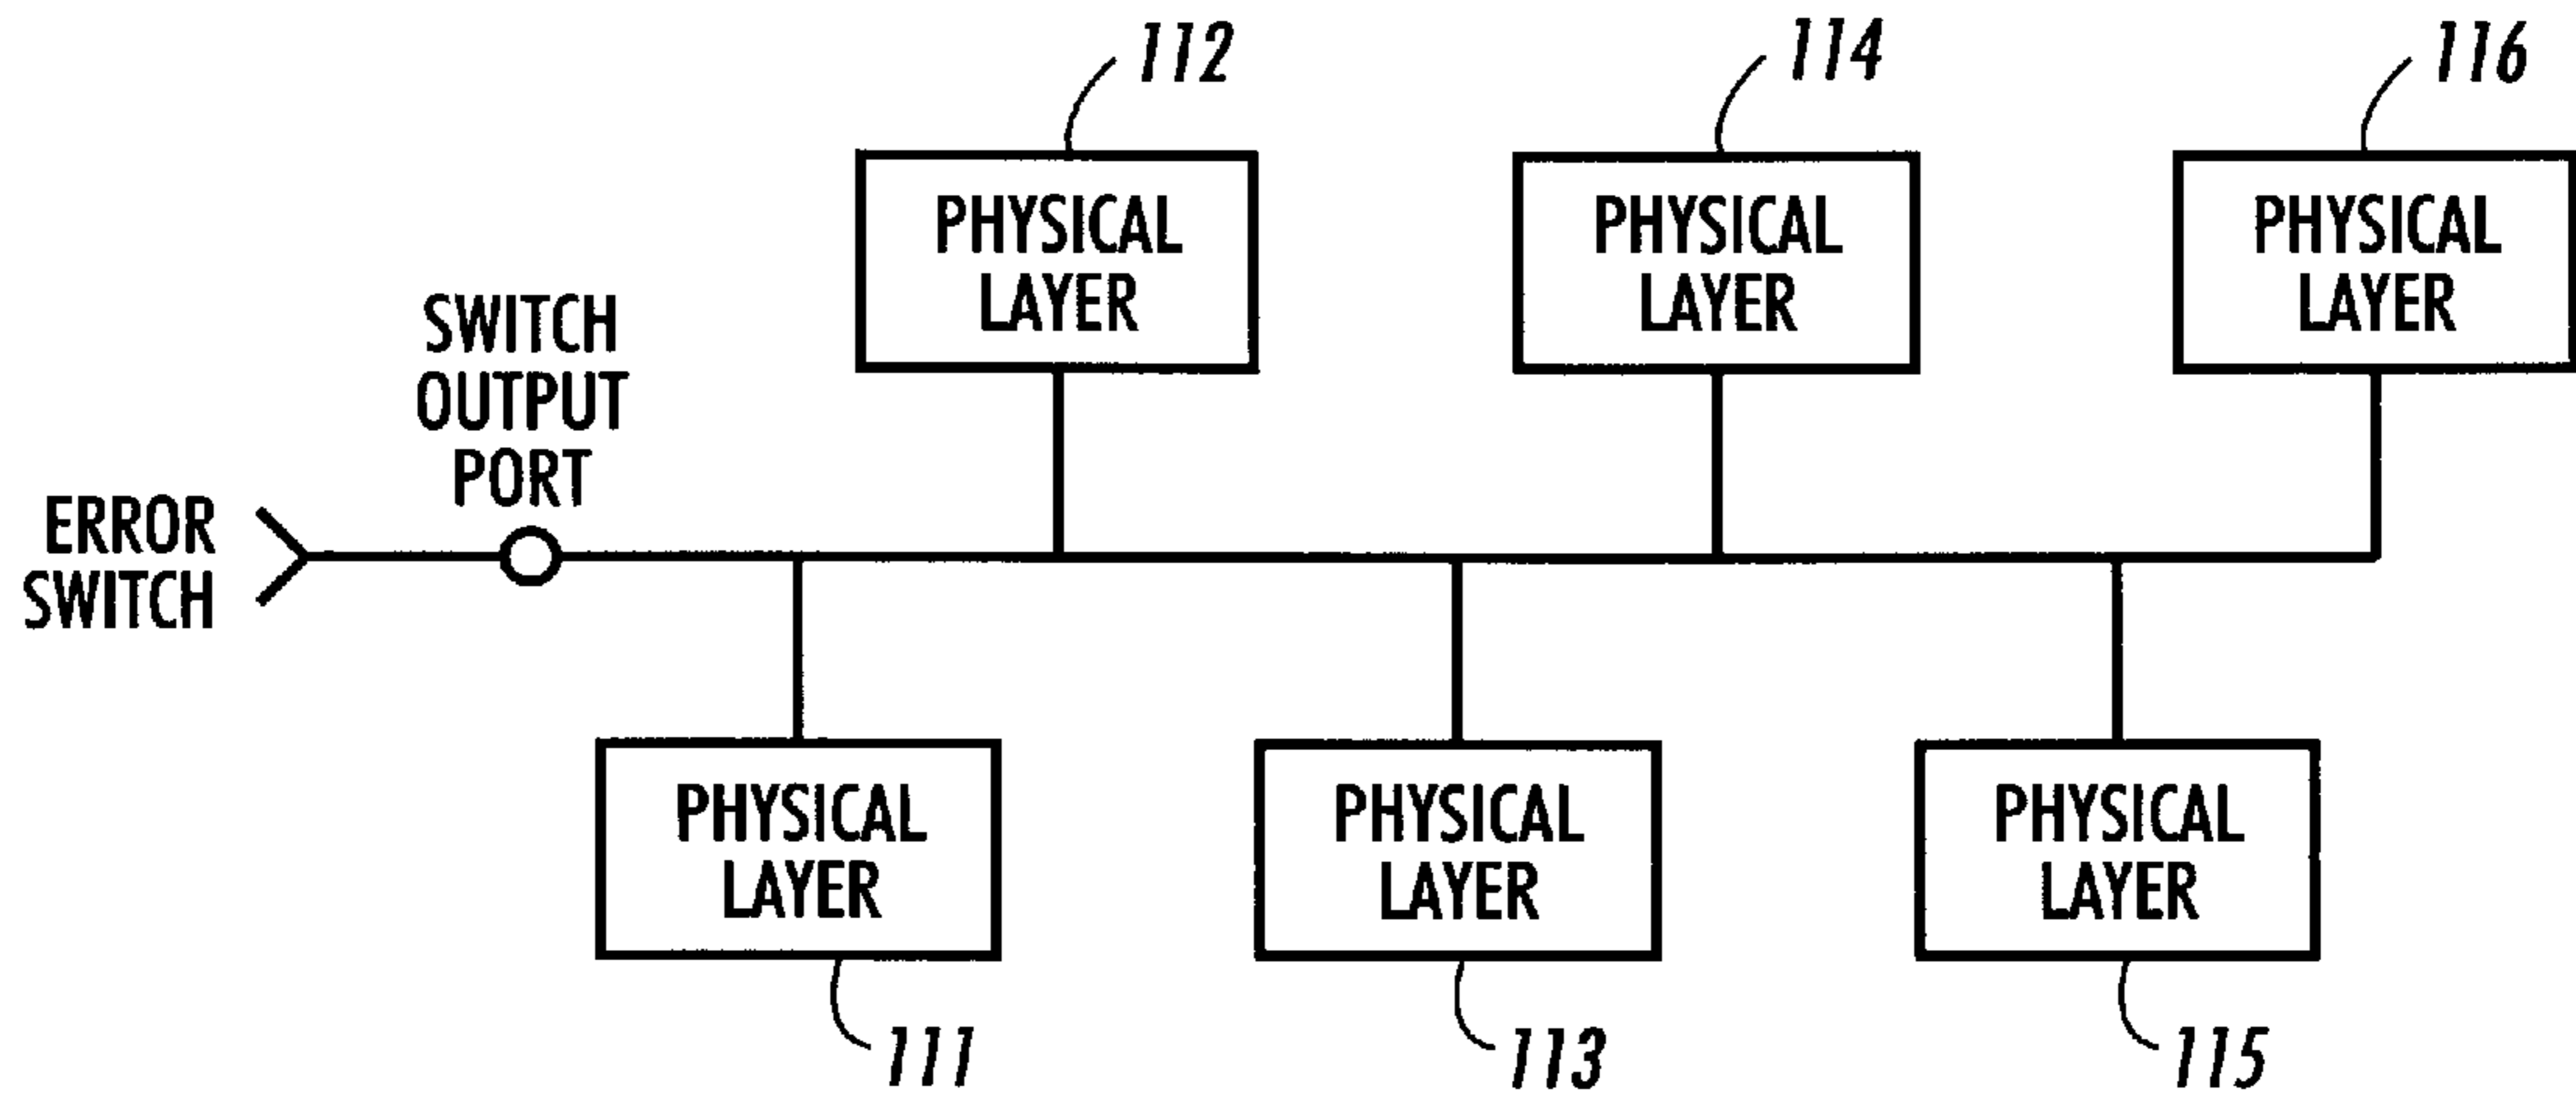 112
114
116
PHYSICAL
LAYER
PHYSICAL
LAYER
PHYSICAL
LAYER
SWITCH
OUTPUT
PORT
ERROR
SWITCH
PHYSICAL
LAYER
PHYSICAL
LAYER
PHYSICAL
LAYER
111
113
115